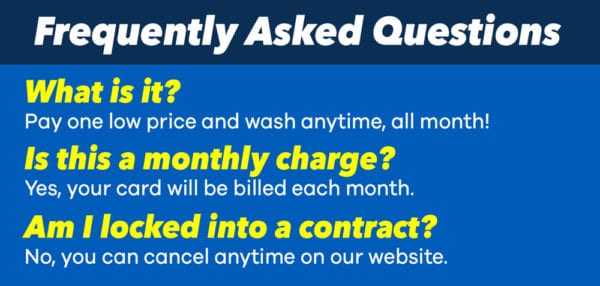 Frequently Asked Questions
What is it?
Pay one low price and wash anytime, all month!
Is this a monthly charge?
Yes, your card will be billed each month.
Am I locked into a contract?
No, you can cancel anytime on our website.